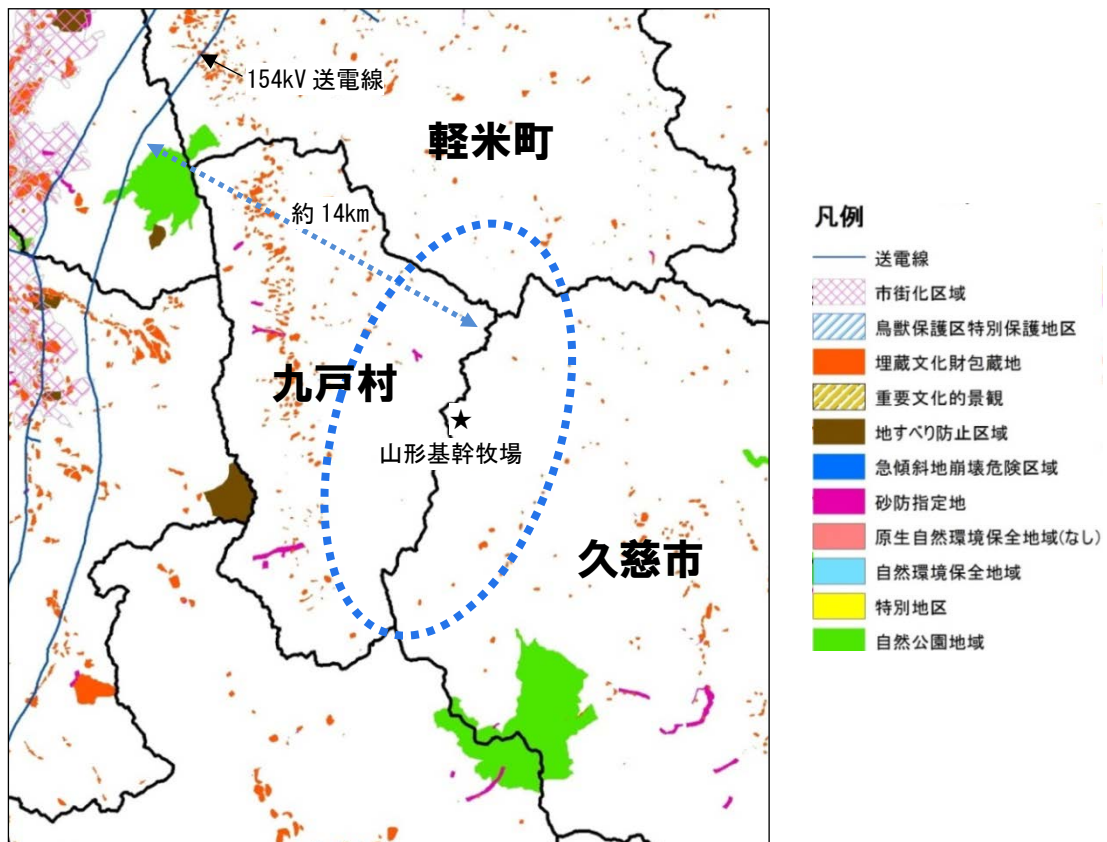 154kV 送電線
軽米町
約 14km
九戸村
山形基幹牧場
久慈市
凡例
送電線
市街化区域
鳥獣保護区特別保護地区
埋蔵文化財包蔵地
重要文化的景観
地すべり防止区域
急傾斜地崩壊危険区域
砂防指定地
原生自然環境保全地域(なし)
自然環境保全地域
特別地区
自然公園地域